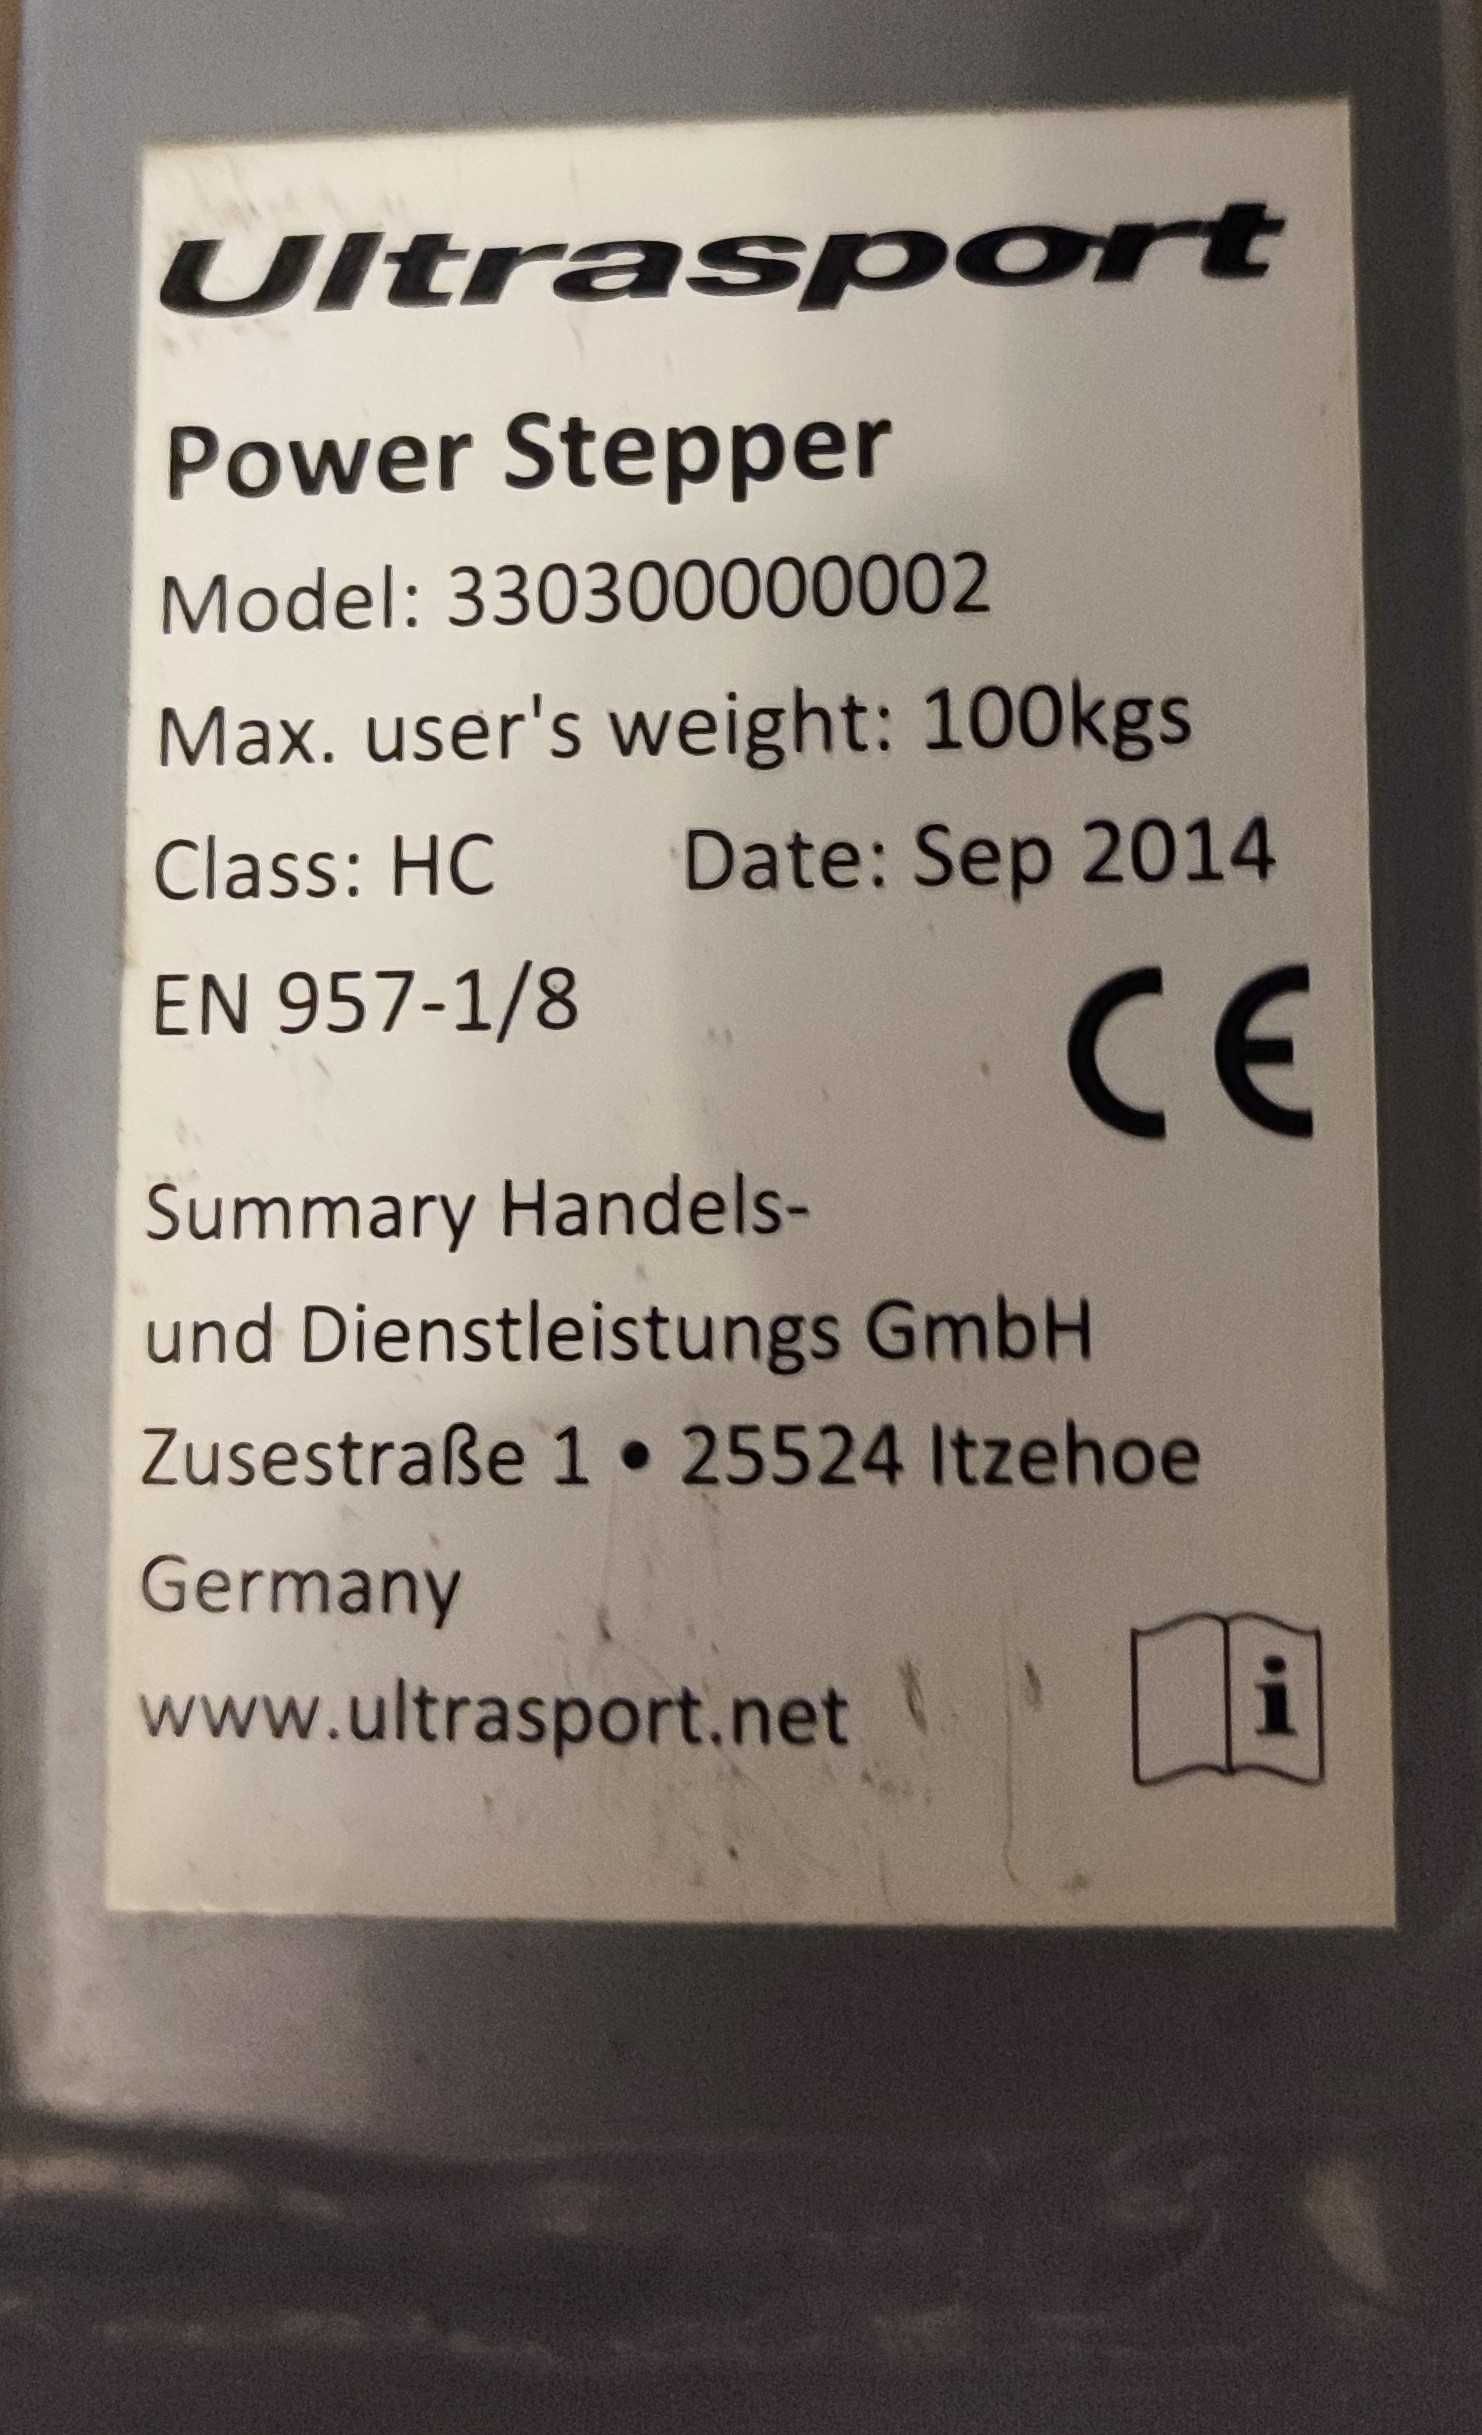 Ultrasport
Power Stepper
Model: 330300000002
Max. user's weight: 100kgs
Class: HC Date: Sep 2014
EN 957-1/8
CE
Summary Handels-
und Dienstleistungs GmbH
Zusestraße 1 • 25524 Itzehoe
Germany
www.ultrasport.net
i